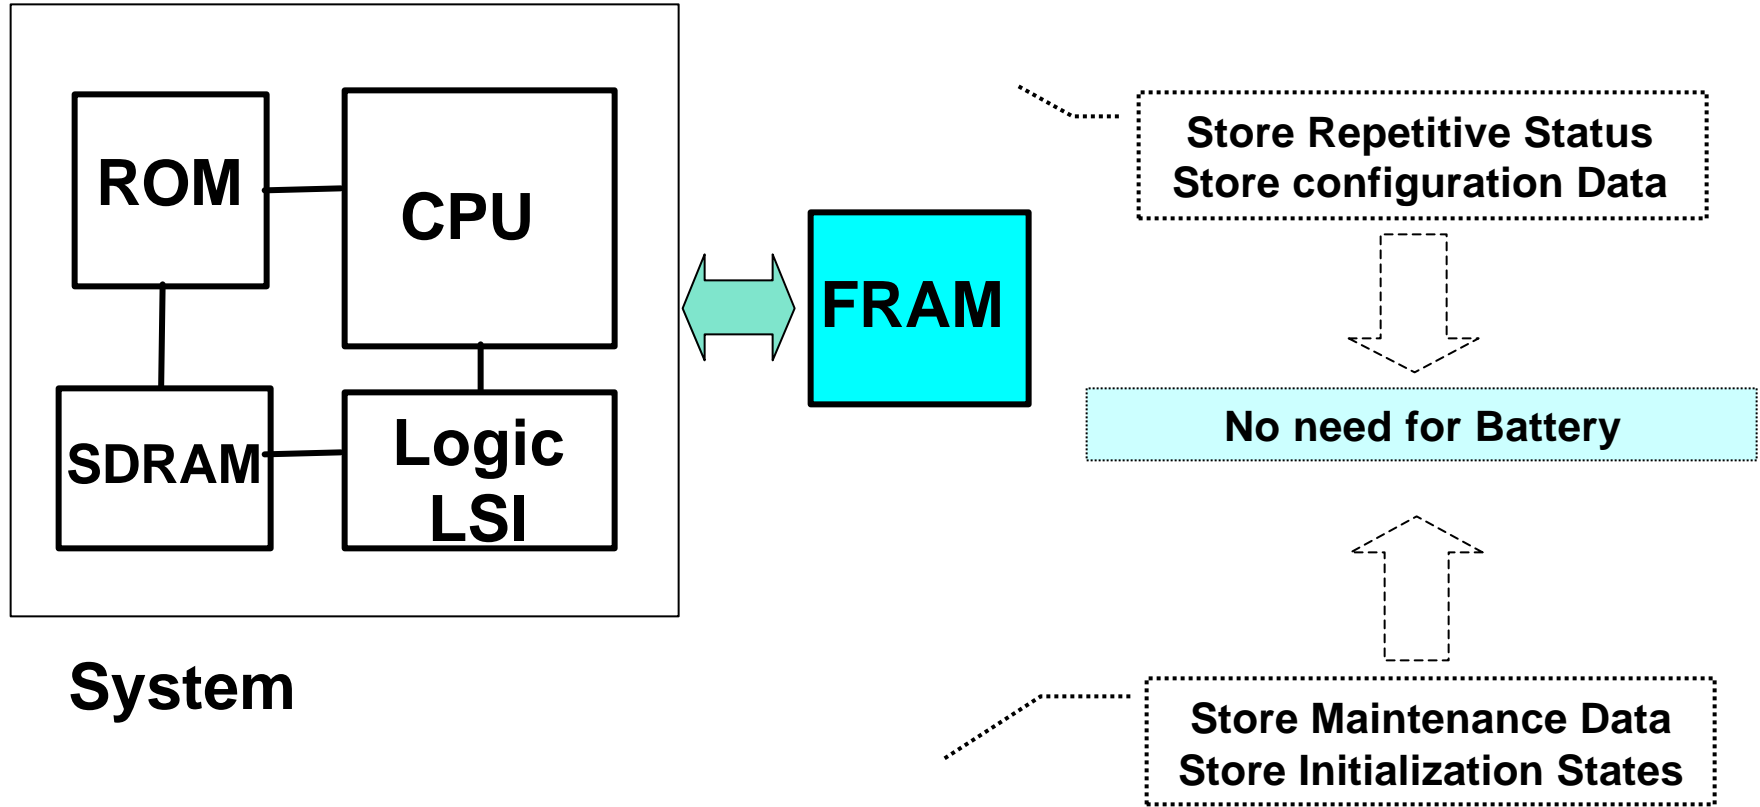 ROM
CPU
SDRAM
Logic
LSI
System
FRAM
Store Repetitive Status
Store configuration Data
No need for Battery
Store Maintenance Data
Store Initialization States